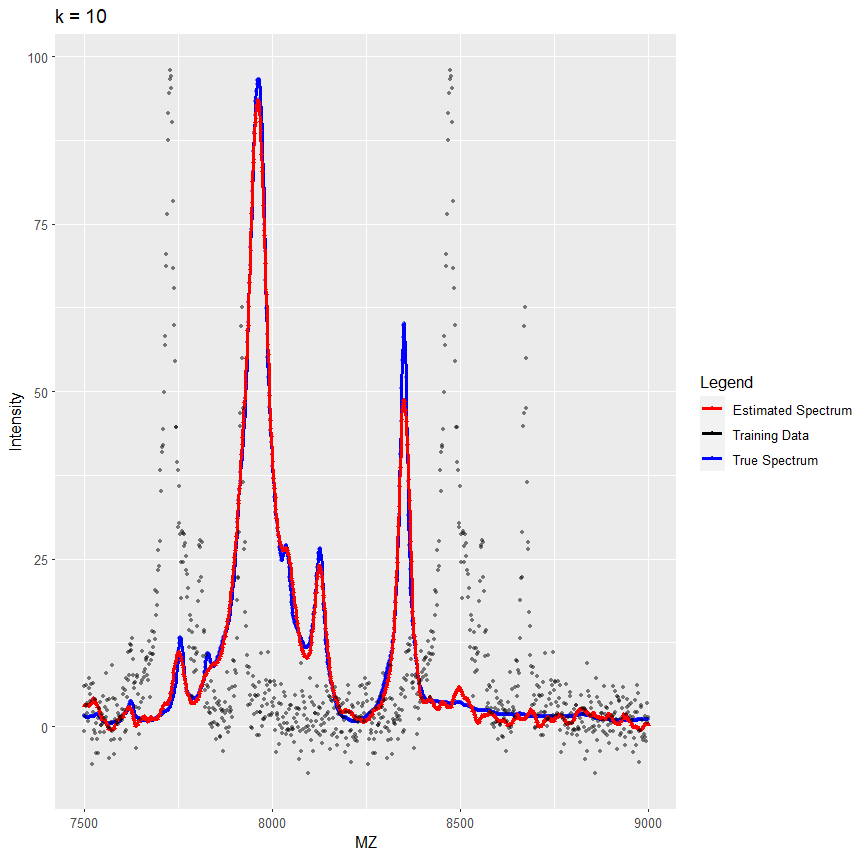 k = 10
100
75
50
25
0
Intensity
7500
8000
8500
9000
MZ
Legend
Estimated Spectrum
Training Data
True Spectrum